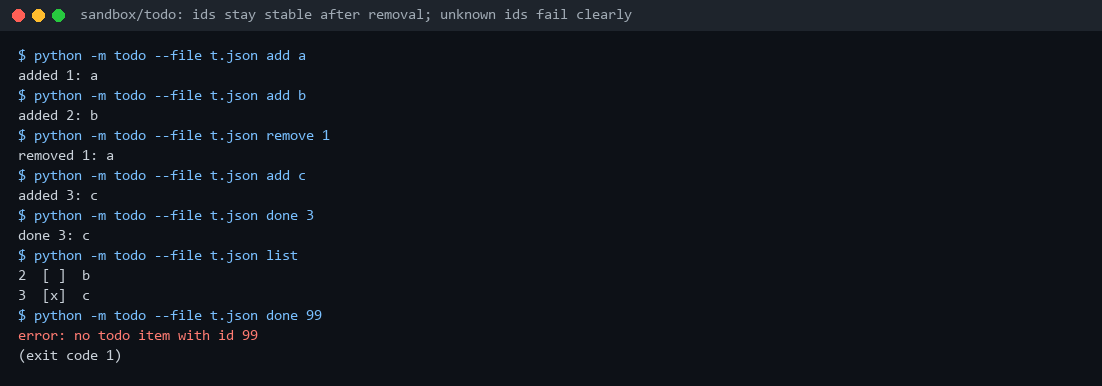 sandbox/todo: ids stay stable after removal; unknown ids fail clearly
$ python -m todo --file t.json add a
added 1: a
$ python -m todo --file t.json add b
added 2: b
$ python -m todo --file t.json remove 1
removed 1: a
$ python -m todo --file t.json add c
added 3: c
$ python -m todo --file t.json done 3
done 3: c
$ python -m todo --file t.json list
2  [ ]  b
3  [x]  c
$ python -m todo --file t.json done 99
error: no todo item with id 99
(exit code 1)